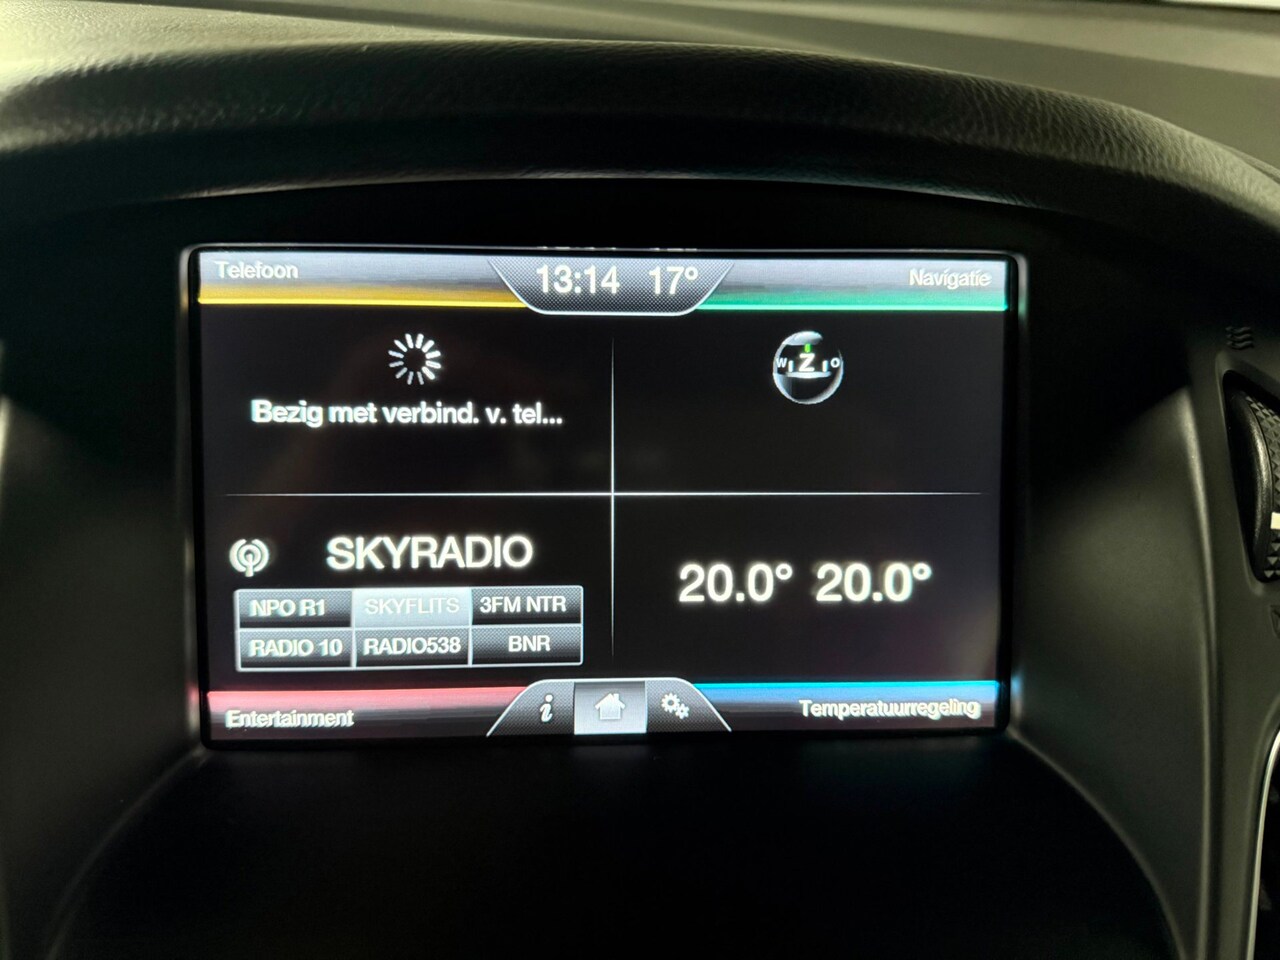 Telefoon
13:14 17°
Navigatie
Bezig met verbind. v. tel...
W Z O
SKYRADIO
NPO R1 SKYFLITS 3FM NTR
RADIO 10 RADIO538 BNR
20.0° 20.0°
Entertainment
i
Temperatuurregeling